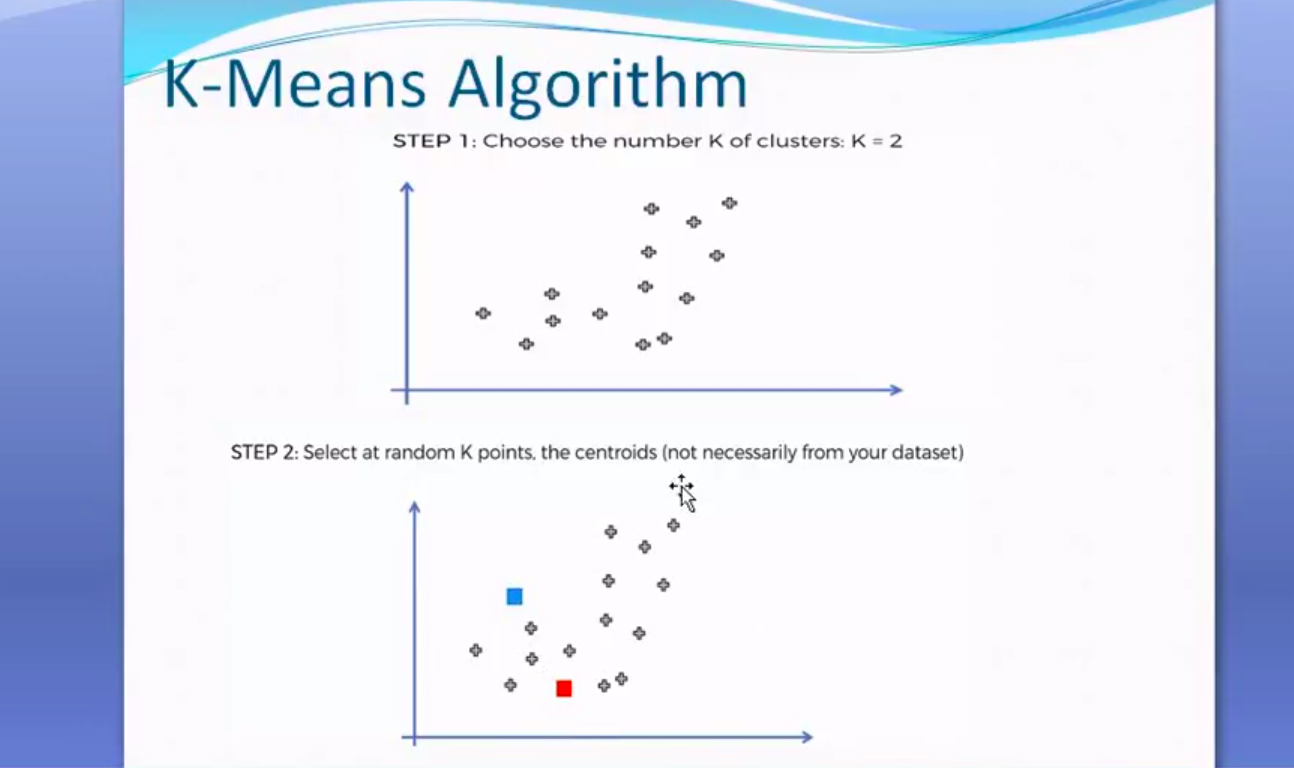 K-Means Algorithm
STEP 1: Choose the number K of clusters: K = 2
STEP 2: Select at random K points, the centroids (not necessarily from your dataset)